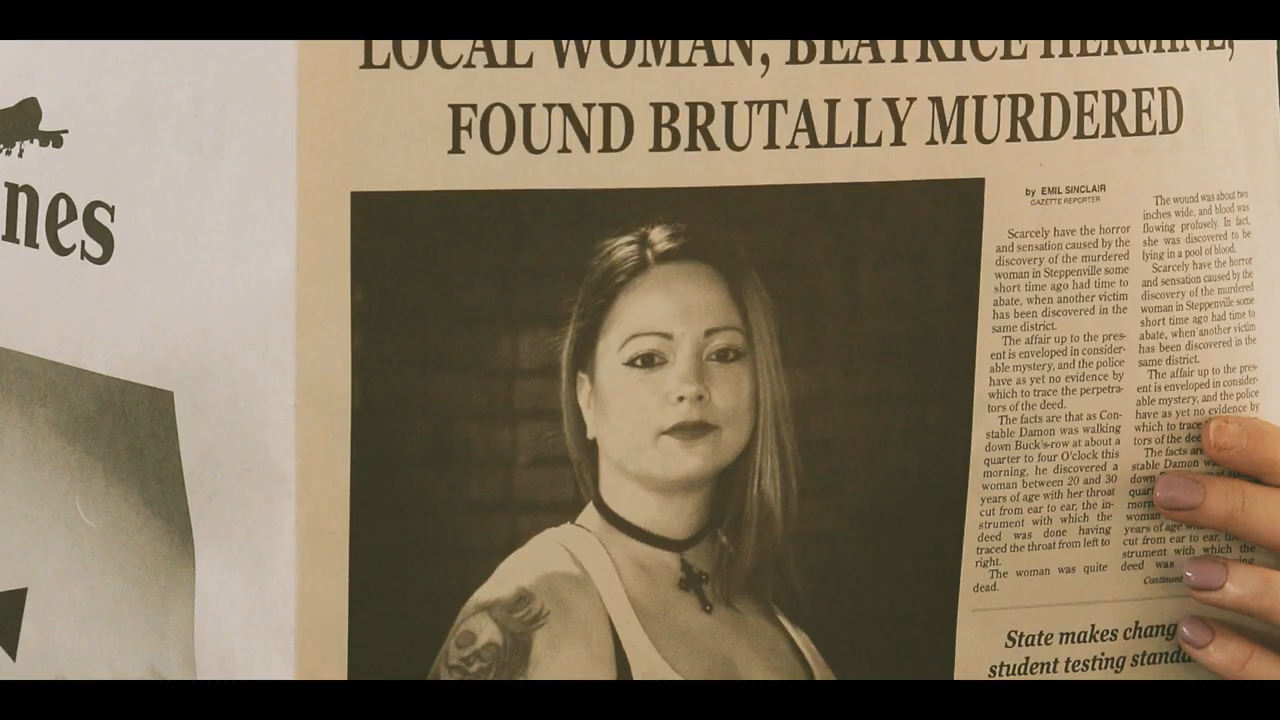 LOCAL WOMAN, BEATRICE HERMINE,
FOUND BRUTALLY MURDERED
nes
by EMIL SINCLAIR
GAZETTE REPORTER
Scarcely have the horror
and sensation caused by the
discovery of the murdered
woman in Steppenville some
short time ago had time to
abate, when another victim
has been discovered in the
same district.
The affair up to the pres-
ent is enveloped in consider-
able mystery, and the police
have as yet no evidence by
which to trace the perpetra-
tors of the deed.
The facts are that as Con-
stable Damon was walking
down Buck's-row at about a
quarter to four O'clock this
morning, he discovered a
woman between 20 and 30
years of age with her throat
cut from ear to ear, the in-
strument with which the
deed was done having
traced the throat from left to
right.
The woman was quite
dead.
The wound was about two
inches wide, and blood was
flowing profusely. In fact,
she was discovered to be
lying in a pool of blood.
Scarcely have the horror
and sensation caused by the
discovery of the murdered
woman in Steppenville some
short time ago had time to
abate, when another victim
has been discovered in the
same district.
The affair up to the pres-
ent is enveloped in consider-
able mystery, and the police
have as yet no evidence by
which to trace
tors of the dee
The facts are
stable Damon wa
down
quar
morn
woman
years of age
cut from ear to ear,
strument with which the
deed was
Continued
State makes chang
student testing standa